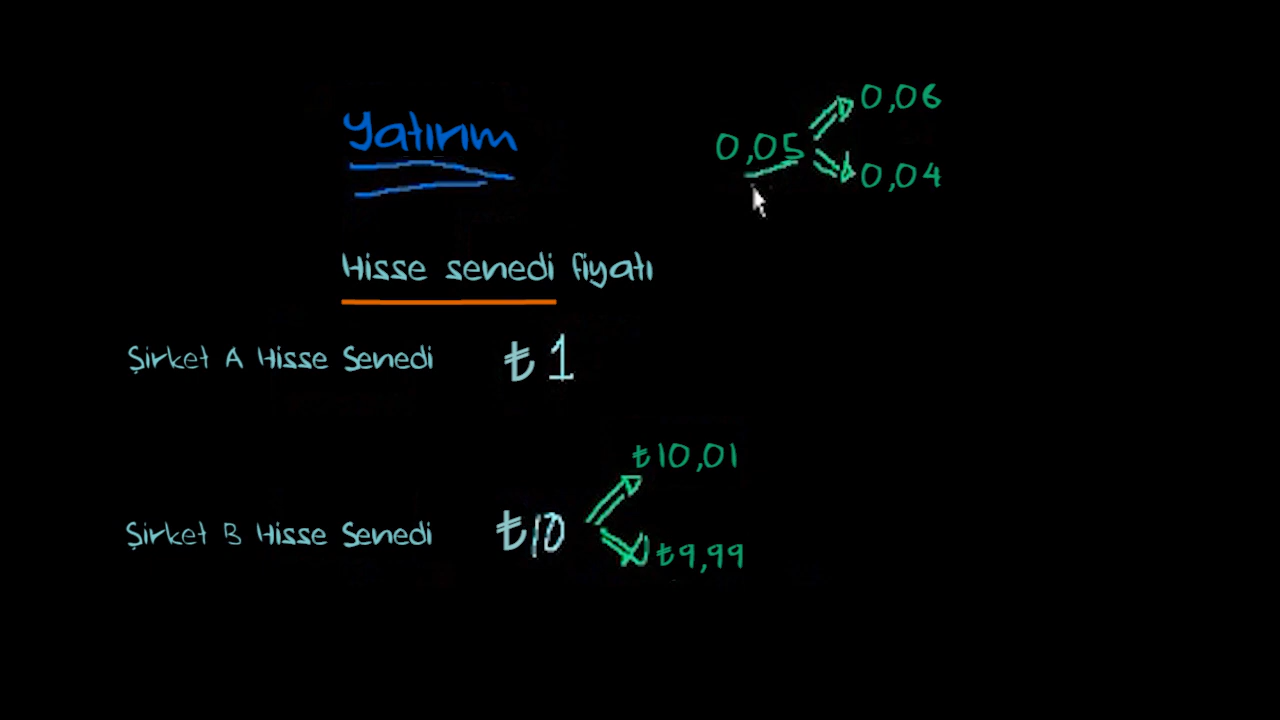 Yatırım
0,05
0,06
0,04
Hisse senedi fiyatı
Şirket A Hisse Senedi ₺1
Şirket B Hisse Senedi ₺10
₺10,01
₺9,99